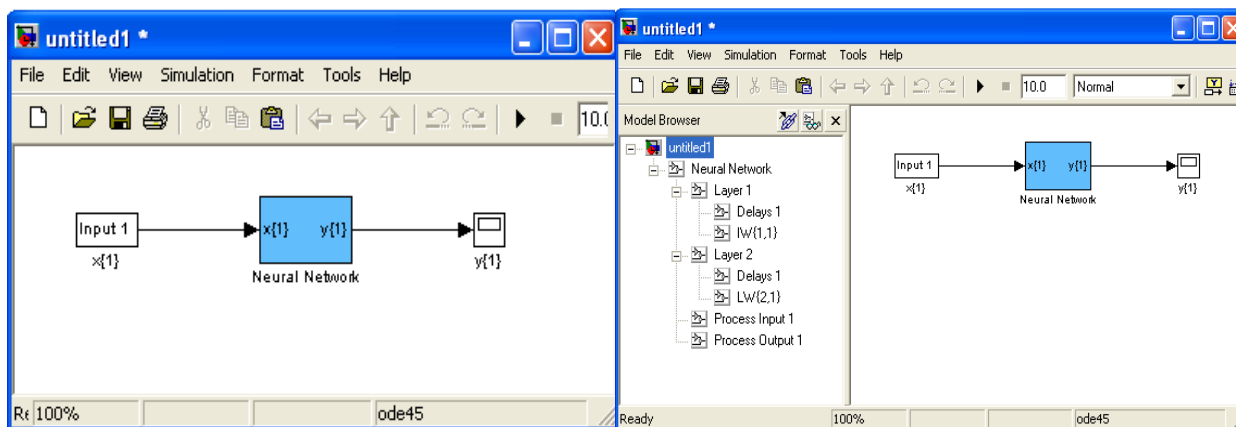 untitled1 *
File Edit View Simulation Format Tools Help
10.0
Input 1
x{1}
x{1} y{1}
Neural Network
y{1}
100%
ode45
untitled1 *
File Edit View Simulation Format Tools Help
10.0 Normal
Model Browser
untitled1
Neural Network
Layer 1
Delays 1
IW{1,1}
Layer 2
Delays 1
LW{2,1}
Process Input 1
Process Output 1
Input 1
x{1}
x{1} y{1}
Neural Network
y{1}
Ready 100% ode45